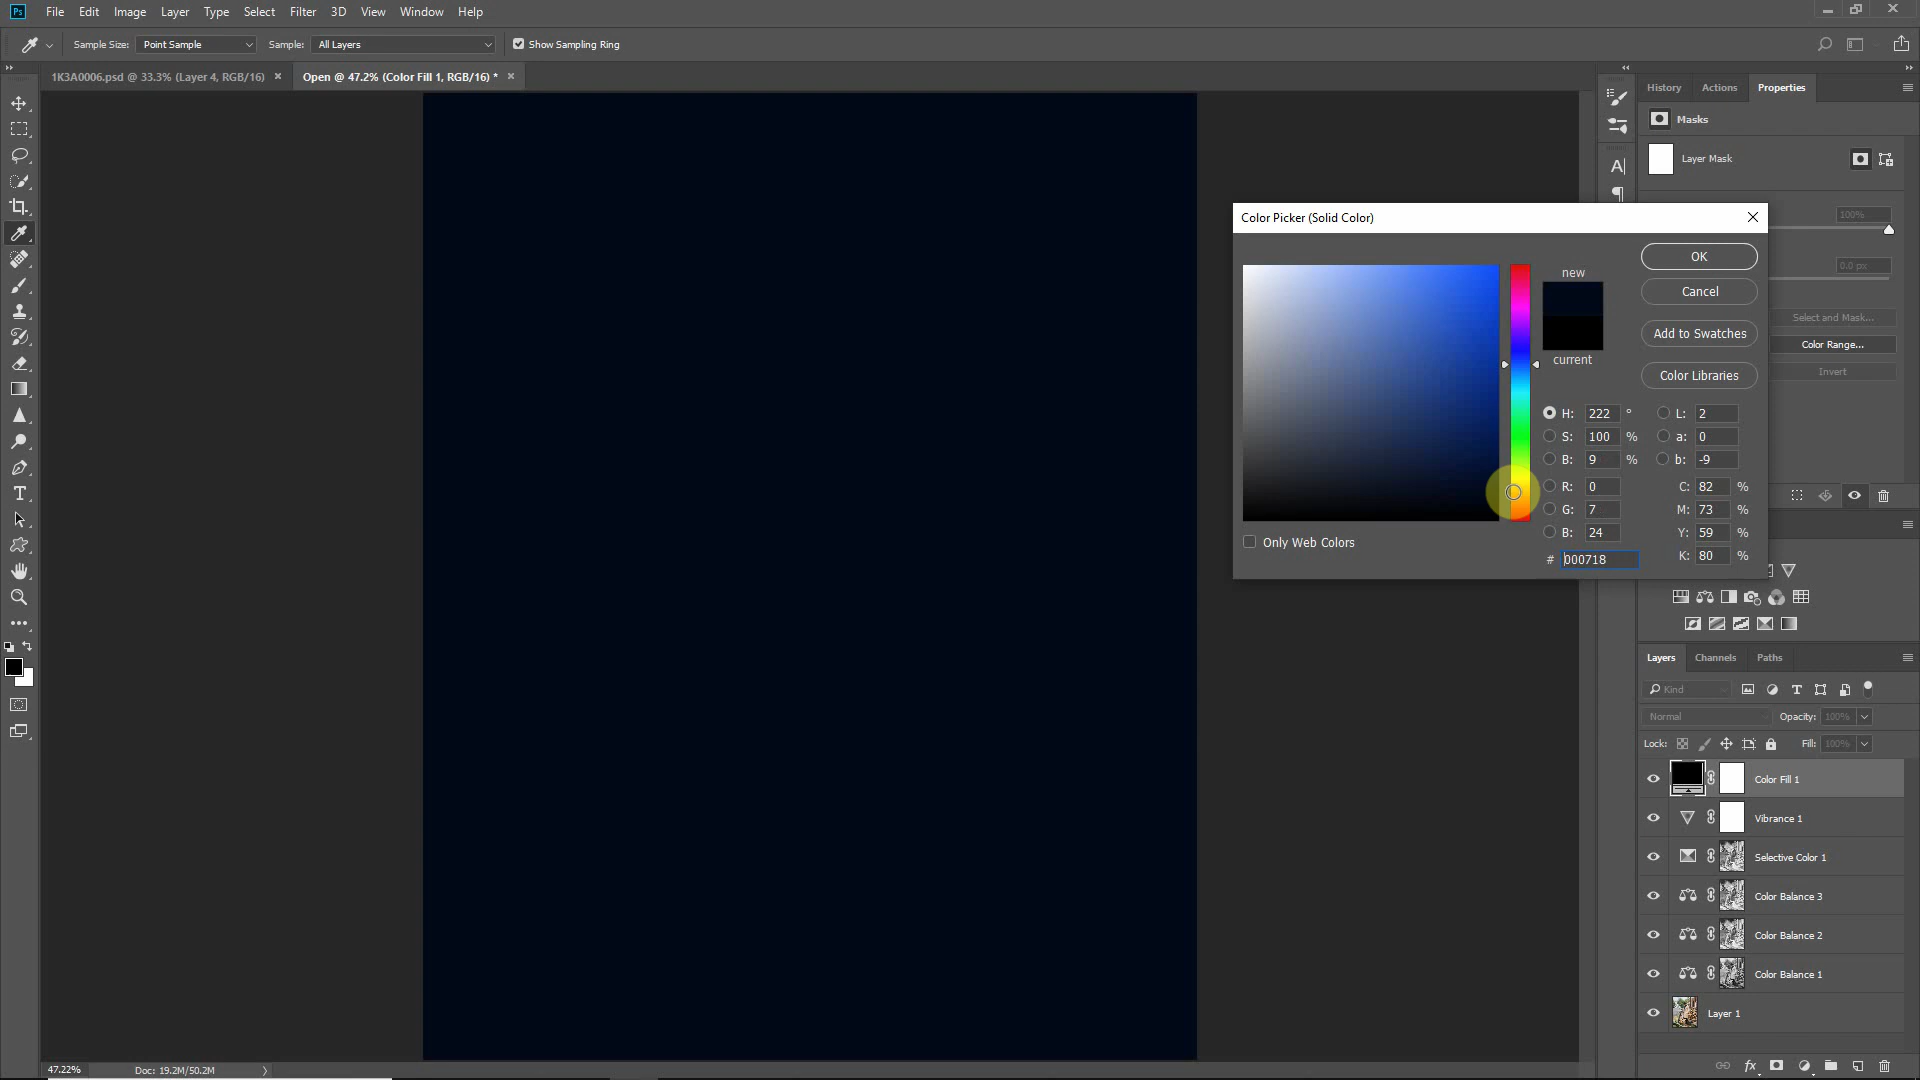 Ps File Edit Image Layer Type Select Filter 3D View Window Help
Sample Size: Point Sample Sample: All Layers Show Sampling Ring
1K3A0006.psd @ 33.3% (Layer 4, RGB/16) Open @ 47.2% (Color Fill 1, RGB/16) *
History Actions Properties
Masks
Layer Mask
100%
0.0 px
Select and Mask...
Color Range...
Invert
Color Picker (Solid Color)
new
current
OK
Cancel
Add to Swatches
Color Libraries
H: 222 ° L: 2
S: 100 % a: 0
B: 9 % b: -9
R: 0 C: 82 %
G: 7 M: 73 %
B: 24 Y: 59 %
# 000718 K: 80 %
Only Web Colors
Layers Channels Paths
Kind
Normal Opacity: 100%
Lock: Fill: 100%
Color Fill 1
Vibrance 1
Selective Color 1
Color Balance 3
Color Balance 2
Color Balance 1
Layer 1
47.22% Doc: 19.2M/50.2M